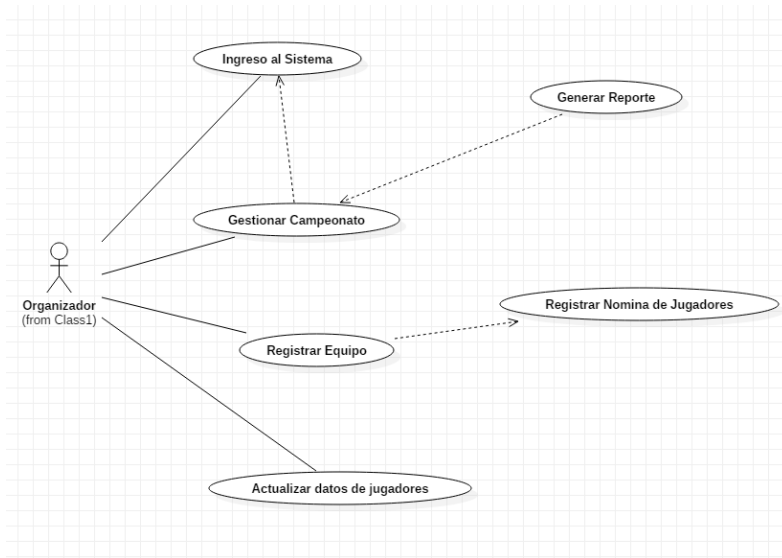 Ingreso al Sistema
Generar Reporte
Gestionar Campeonato
Organizador
(from Class1)
Registrar Nomina de Jugadores
Registrar Equipo
Actualizar datos de jugadores